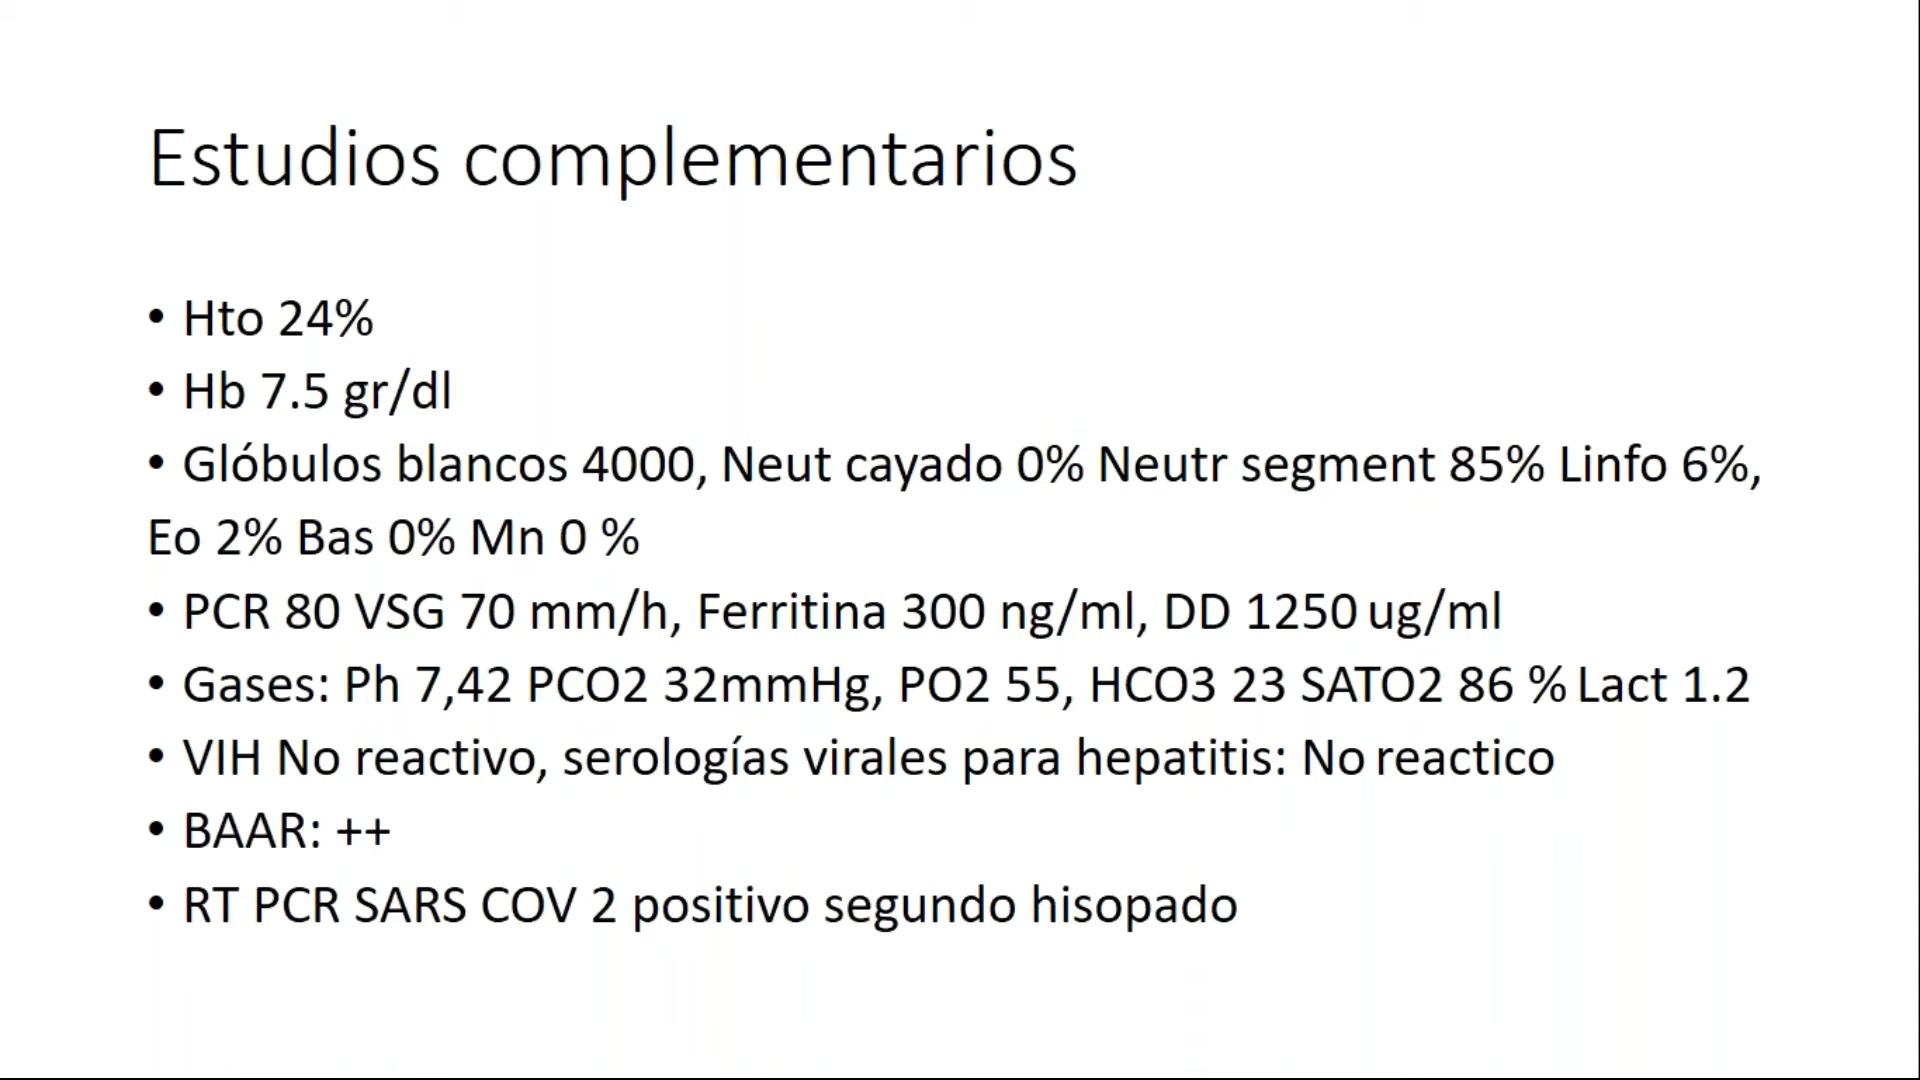 Estudios complementarios
• Hto 24%
• Hb 7.5 gr/dl
• Glóbulos blancos 4000, Neut cayado 0% Neutr segment 85% Linfo 6%,
Eo 2% Bas 0% Mn 0 %
• PCR 80 VSG 70 mm/h, Ferritina 300 ng/ml, DD 1250 ug/ml
• Gases: Ph 7,42 PCO2 32mmHg, PO2 55, HCO3 23 SATO2 86 % Lact 1.2
• VIH No reactivo, serologías virales para hepatitis: No reactico
• BAAR: ++
• RT PCR SARS COV 2 positivo segundo hisopado